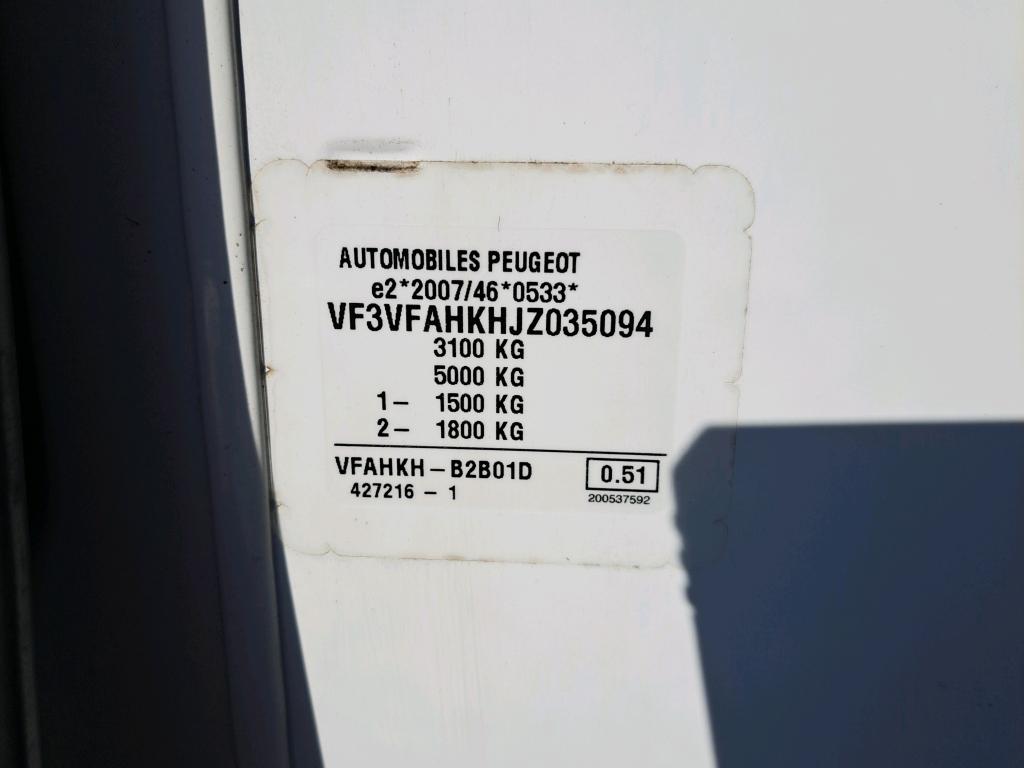 AUTOMOBILES PEUGEOT
e2*2007/46*0533*
VF3VFAHKHJZ035094
3100 KG
5000 KG
1- 1500 KG
2- 1800 KG
VFAHKH-B2B01D 0.51
427216-1 200537592